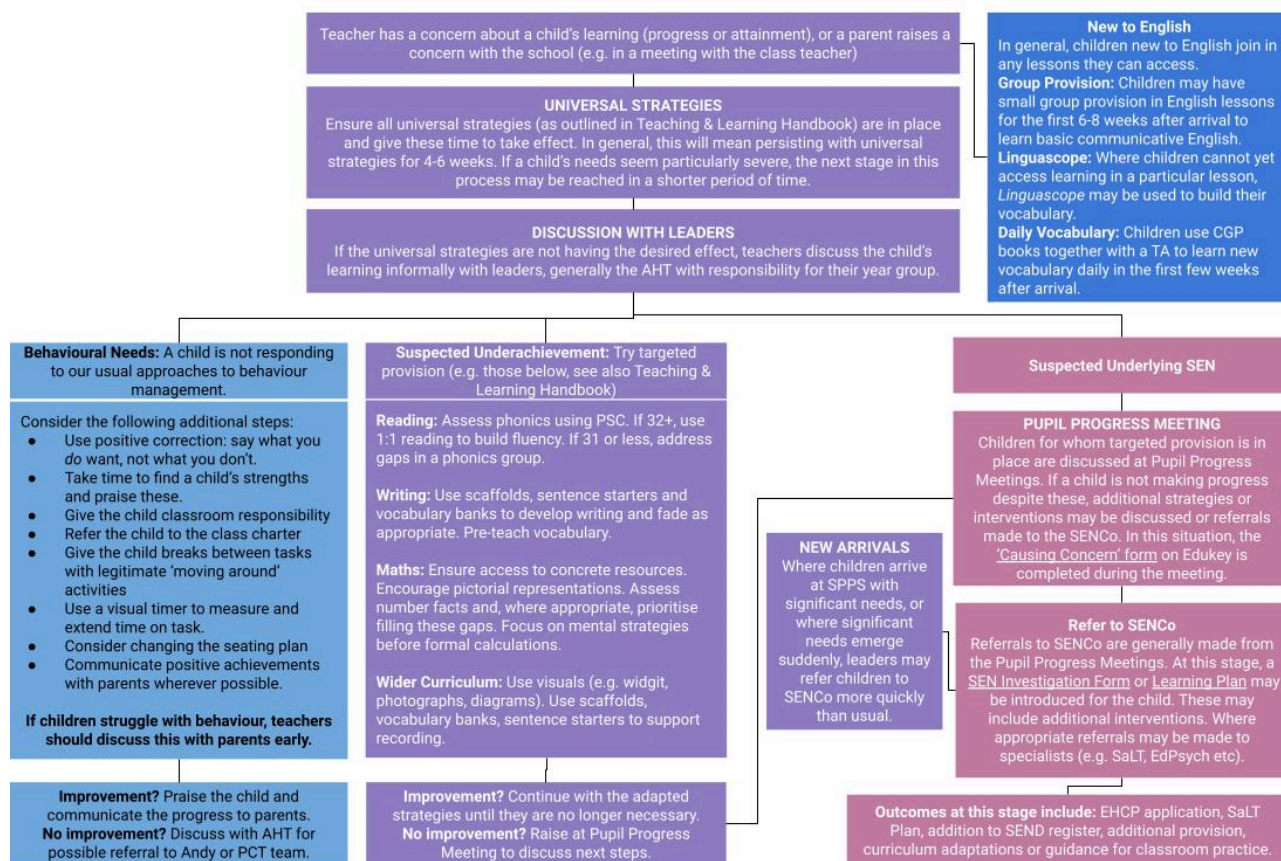 Teacher has a concern about a child's learning (progress or attainment), or a parent raises a
concern with the school (e.g. in a meeting with the class teacher)
New to English
In general, children new to English join in
any lessons they can access.
Group Provision: Children may have
small group provision in English lessons
for the first 6-8 weeks after arrival to
learn basic communicative English.
Linguascope: Where children cannot yet
access learning in a particular lesson,
Linguascope may be used to build their
vocabulary.
Daily Vocabulary: Children use CGP
books together with a TA to learn new
vocabulary daily in the first few weeks
after arrival.
UNIVERSAL STRATEGIES
Ensure all universal strategies (as outlined in Teaching & Learning Handbook) are in place
and give these time to take effect. In general, this will mean persisting with universal
strategies for 4-6 weeks. If a child's needs seem particularly severe, the next stage in this
process may be reached in a shorter period of time.
DISCUSSION WITH LEADERS
If the universal strategies are not having the desired effect, teachers discuss the child's
learning informally with leaders, generally the AHT with responsibility for their year group.
Behavioural Needs: A child is not responding
to our usual approaches to behaviour
management.
Consider the following additional steps:
● Use positive correction: say what you
do want, not what you don't.
● Take time to find a child's strengths
and praise these.
● Give the child classroom responsibility
● Refer the child to the class charter
● Give the child breaks between tasks
with legitimate 'moving around'
activities
● Use a visual timer to measure and
extend time on task.
● Consider changing the seating plan
● Communicate positive achievements
with parents wherever possible.
If children struggle with behaviour, teachers
should discuss this with parents early.
Improvement? Praise the child and
communicate the progress to parents.
No improvement? Discuss with AHT for
possible referral to Andy or PCT team.
Suspected Underachievement: Try targeted
provision (e.g. those below, see also Teaching &
Learning Handbook)
Reading: Assess phonics using PSC. If 32+, use
1:1 reading to build fluency. If 31 or less, address
gaps in a phonics group.
Writing: Use scaffolds, sentence starters and
vocabulary banks to develop writing and fade as
appropriate. Pre-teach vocabulary.
Maths: Ensure access to concrete resources.
Encourage pictorial representations. Assess
number facts and, where appropriate, prioritise
filling these gaps. Focus on mental strategies
before formal calculations.
Wider Curriculum: Use visuals (e.g. widgit,
photographs, diagrams). Use scaffolds,
vocabulary banks, sentence starters to support
recording.
Improvement? Continue with the adapted
strategies until they are no longer necessary.
No improvement? Raise at Pupil Progress
Meeting to discuss next steps.
NEW ARRIVALS
Where children arrive
at SPPS with
significant needs, or
where significant
needs emerge
suddenly, leaders may
refer children to
SENCo more quickly
than usual.
Suspected Underlying SEN
PUPIL PROGRESS MEETING
Children for whom targeted provision is in
place are discussed at Pupil Progress
Meetings. If a child is not making progress
despite these, additional strategies or
interventions may be discussed or referrals
made to the SENCo. In this situation, the
'Causing Concern' form on Edukey is
completed during the meeting.
Refer to SENCo
Referrals to SENCo are generally made from
the Pupil Progress Meetings. At this stage, a
SEN Investigation Form or Learning Plan may
be introduced for the child. These may
include additional interventions. Where
appropriate referrals may be made to
specialists (e.g. SaLT, EdPsych etc).
Outcomes at this stage include: EHCP application, SaLT
Plan, addition to SEND register, additional provision,
curriculum adaptations or guidance for classroom practice.